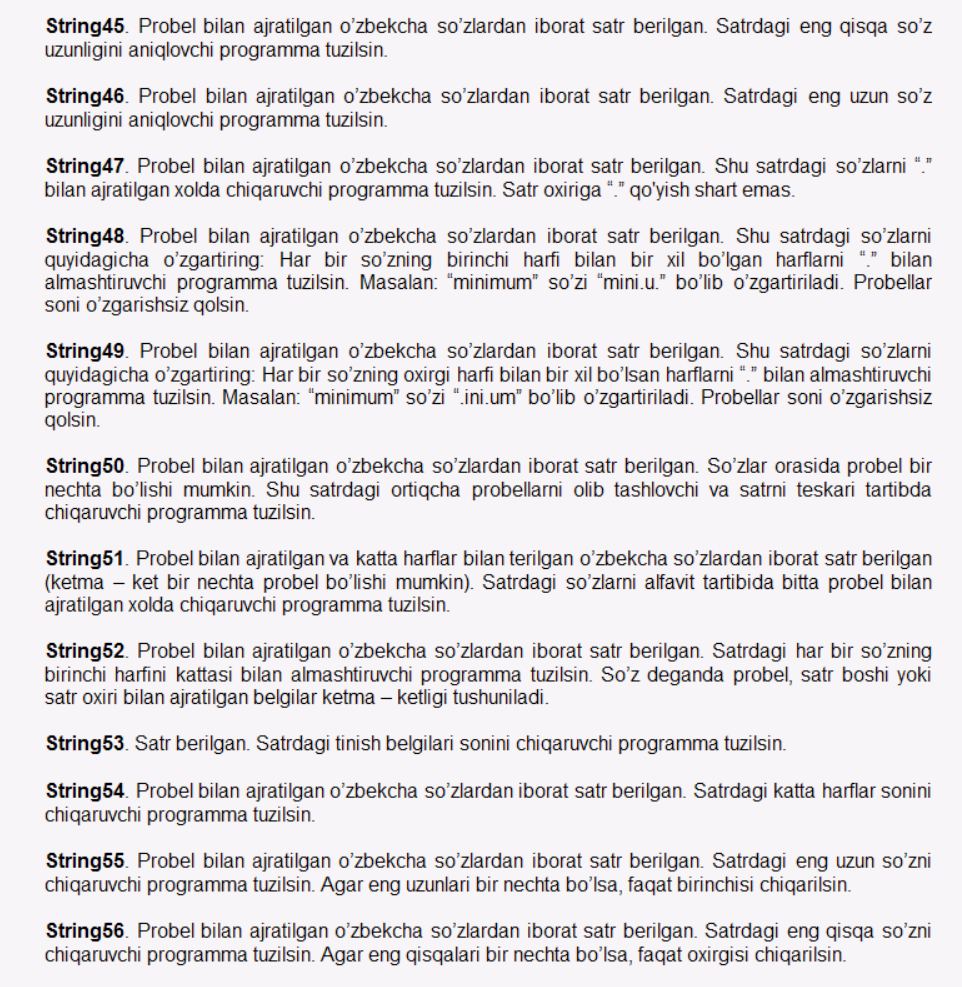 String45. Probel bilan ajratilgan o’zbekcha so’zlardan iborat satr berilgan. Satrdagi eng qisqa so’z
uzunligini aniqlovchi programma tuzilsin.
String46. Probel bilan ajratilgan o’zbekcha so’zlardan iborat satr berilgan. Satrdagi eng uzun so’z
uzunligini aniqlovchi programma tuzilsin.
String47. Probel bilan ajratilgan o’zbekcha so’zlardan iborat satr berilgan. Shu satrdagi so’zlarni “.”
bilan ajratilgan xolda chiqaruvchi programma tuzilsin. Satr oxiriga “.” qo'yish shart emas.
String48. Probel bilan ajratilgan o’zbekcha so’zlardan iborat satr berilgan. Shu satrdagi so’zlarni
quyidagicha o’zgartiring: Har bir so’zning birinchi harfi bilan bir xil bo’lgan harflarni “.” bilan
almashtiruvchi programma tuzilsin. Masalan: “minimum” so’zi “mini.u.” bo’lib o’zgartiriladi. Probellar
soni o’zgarishsiz qolsin.
String49. Probel bilan ajratilgan o’zbekcha so’zlardan iborat satr berilgan. Shu satrdagi so’zlarni
quyidagicha o’zgartiring: Har bir so’zning oxirgi harfi bilan bir xil bo’lsan harflarni “.” bilan almashtiruvchi
programma tuzilsin. Masalan: “minimum” so’zi “.ini.um” bo’lib o’zgartiriladi. Probellar soni o’zgarishsiz
qolsin.
String50. Probel bilan ajratilgan o’zbekcha so’zlardan iborat satr berilgan. So’zlar orasida probel bir
nechta bo’lishi mumkin. Shu satrdagi ortiqcha probellarni olib tashlovchi va satrni teskari tartibda
chiqaruvchi programma tuzilsin.
String51. Probel bilan ajratilgan va katta harflar bilan terilgan o’zbekcha so’zlardan iborat satr berilgan
(ketma – ket bir nechta probel bo’lishi mumkin). Satrdagi so’zlarni alfavit tartibida bitta probel bilan
ajratilgan xolda chiqaruvchi programma tuzilsin.
String52. Probel bilan ajratilgan o’zbekcha so’zlardan iborat satr berilgan. Satrdagi har bir so’zning
birinchi harfini kattasi bilan almashtiruvchi programma tuzilsin. So’z deganda probel, satr boshi yoki
satr oxiri bilan ajratilgan belgilar ketma – ketligi tushuniladi.
String53. Satr berilgan. Satrdagi tinish belgilari sonini chiqaruvchi programma tuzilsin.
String54. Probel bilan ajratilgan o’zbekcha so’zlardan iborat satr berilgan. Satrdagi katta harflar sonini
chiqaruvchi programma tuzilsin.
String55. Probel bilan ajratilgan o’zbekcha so’zlardan iborat satr berilgan. Satrdagi eng uzun so’zni
chiqaruvchi programma tuzilsin. Agar eng uzunlari bir nechta bo’lsa, faqat birinchisi chiqarilsin.
String56. Probel bilan ajratilgan o’zbekcha so’zlardan iborat satr berilgan. Satrdagi eng qisqa so’zni
chiqaruvchi programma tuzilsin. Agar eng qisqalari bir nechta bo’lsa, faqat oxirgisi chiqarilsin.